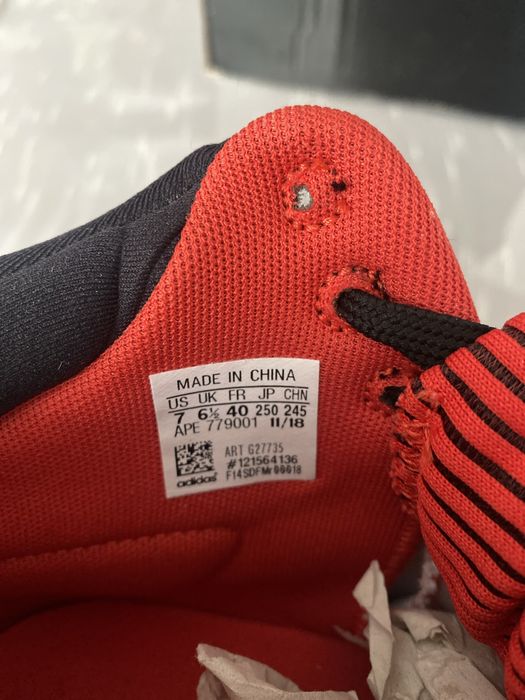 MADE IN CHINA
US UK FR JP CHN
7 6½ 40 250 245
APE 779001 11/18
ART G27735
#121564136
adidas F14SDFMr00018